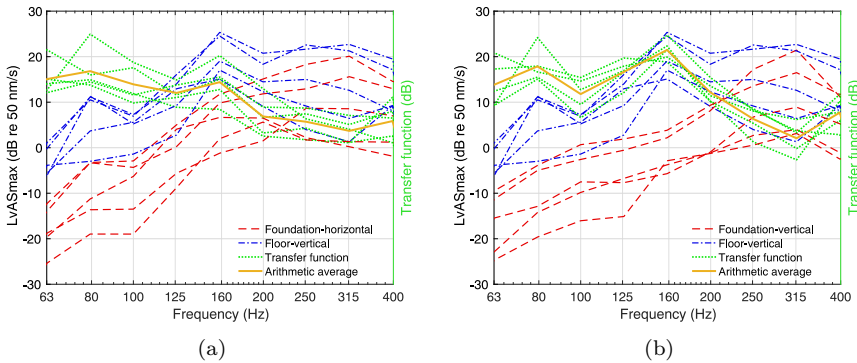 30
20
10
0
-10
-20
-30
LvASmax (dB re 50 nm/s)
Transfer function (dB)
63 80 100 125 160 200 250 315 400
Frequency (Hz)
Foundation-horizontal
Floor-vertical
Transfer function
Arithmetic average
(a)
30
20
10
0
-10
-20
-30
LvASmax (dB re 50 nm/s)
Transfer function (dB)
63 80 100 125 160 200 250 315 400
Frequency (Hz)
Foundation-vertical
Floor-vertical
Transfer function
Arithmetic average
(b)